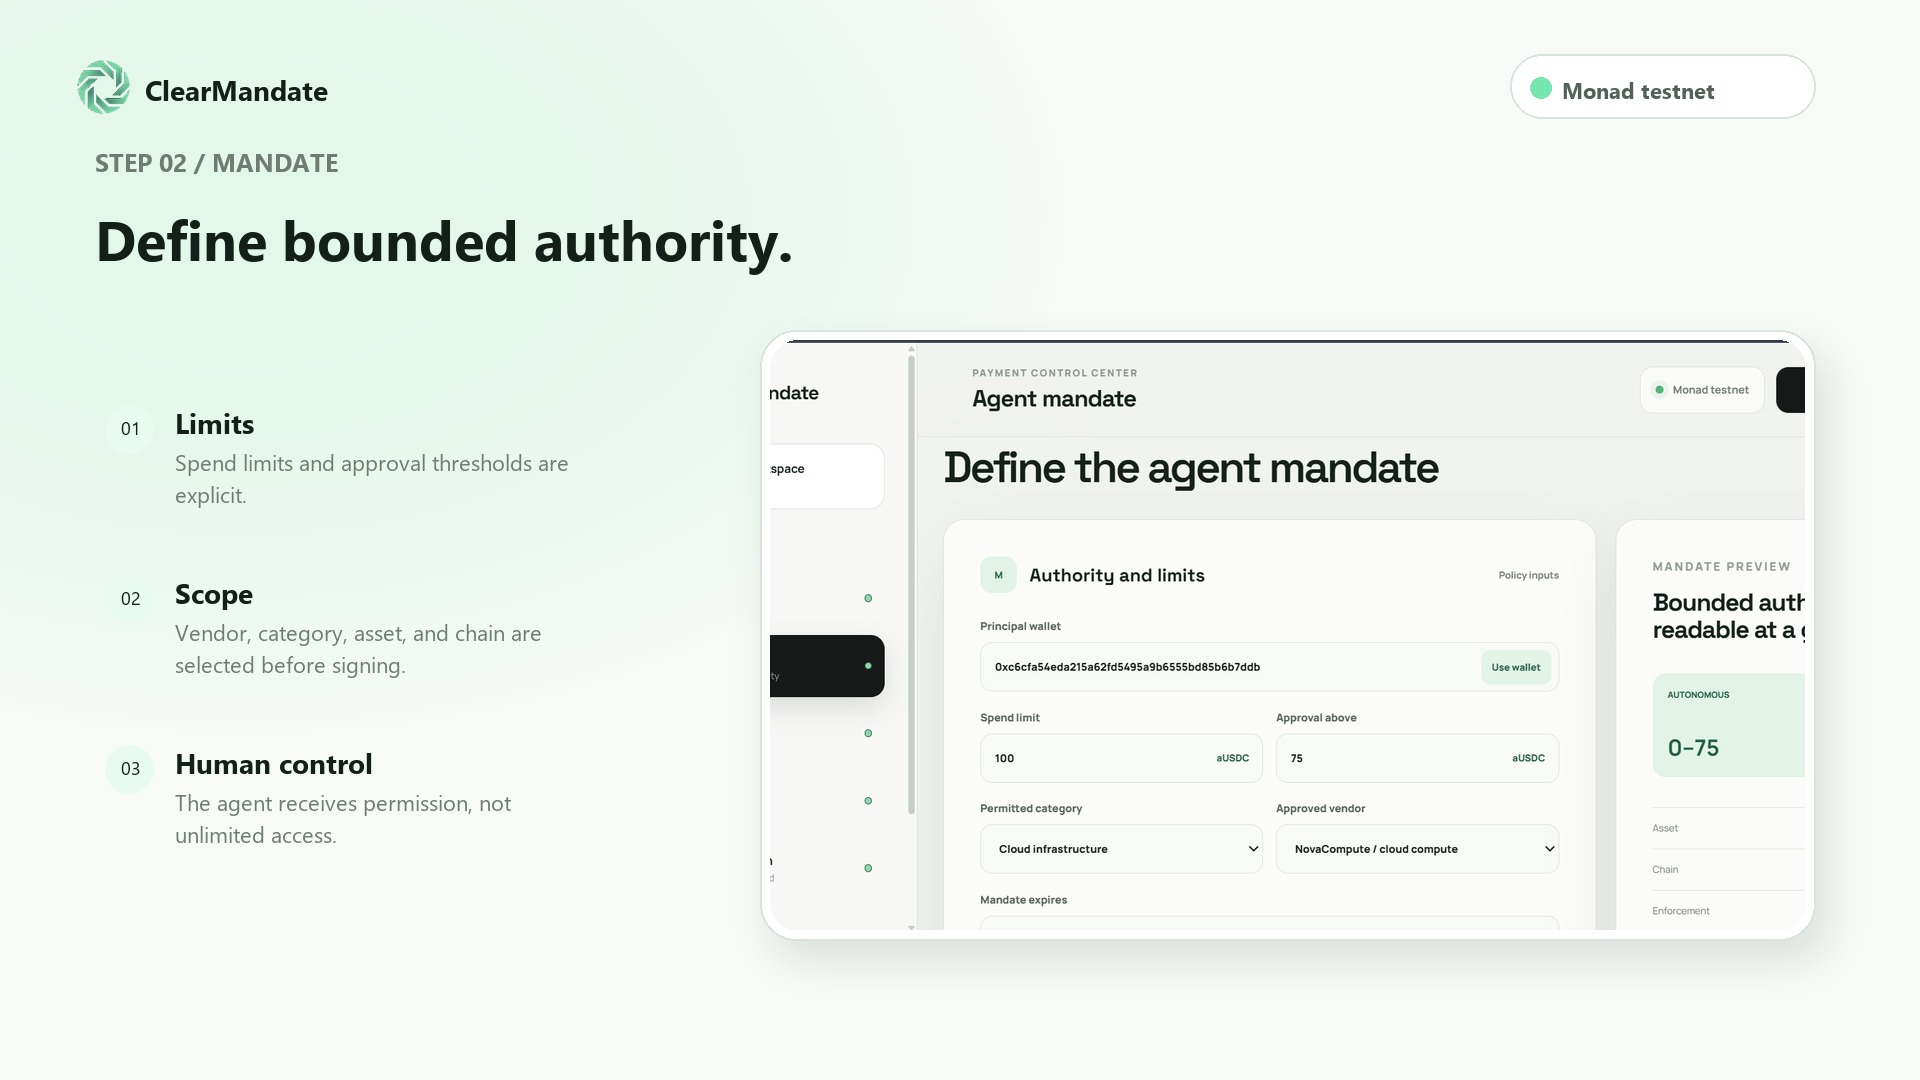 ClearMandate
Monad testnet
STEP 02 / MANDATE
Define bounded authority.
01
Limits
Spend limits and approval thresholds are
explicit.
02
Scope
Vendor, category, asset, and chain are
selected before signing.
03
Human control
The agent receives permission, not
unlimited access.
ndate
space
ty
PAYMENT CONTROL CENTER
Agent mandate
Monad testnet
Define the agent mandate
M
Authority and limits
Policy inputs
Principal wallet
0xc6cfa54eda215a62fd5495a9b6555bd85b6b7ddb
Use wallet
Spend limit
Approval above
100
aUSDC
75
aUSDC
Permitted category
Approved vendor
Cloud infrastructure
NovaCompute / cloud compute
Mandate expires
MANDATE PREVIEW
Bounded auth
readable at a
AUTONOMOUS
0–75
Asset
Chain
Enforcement